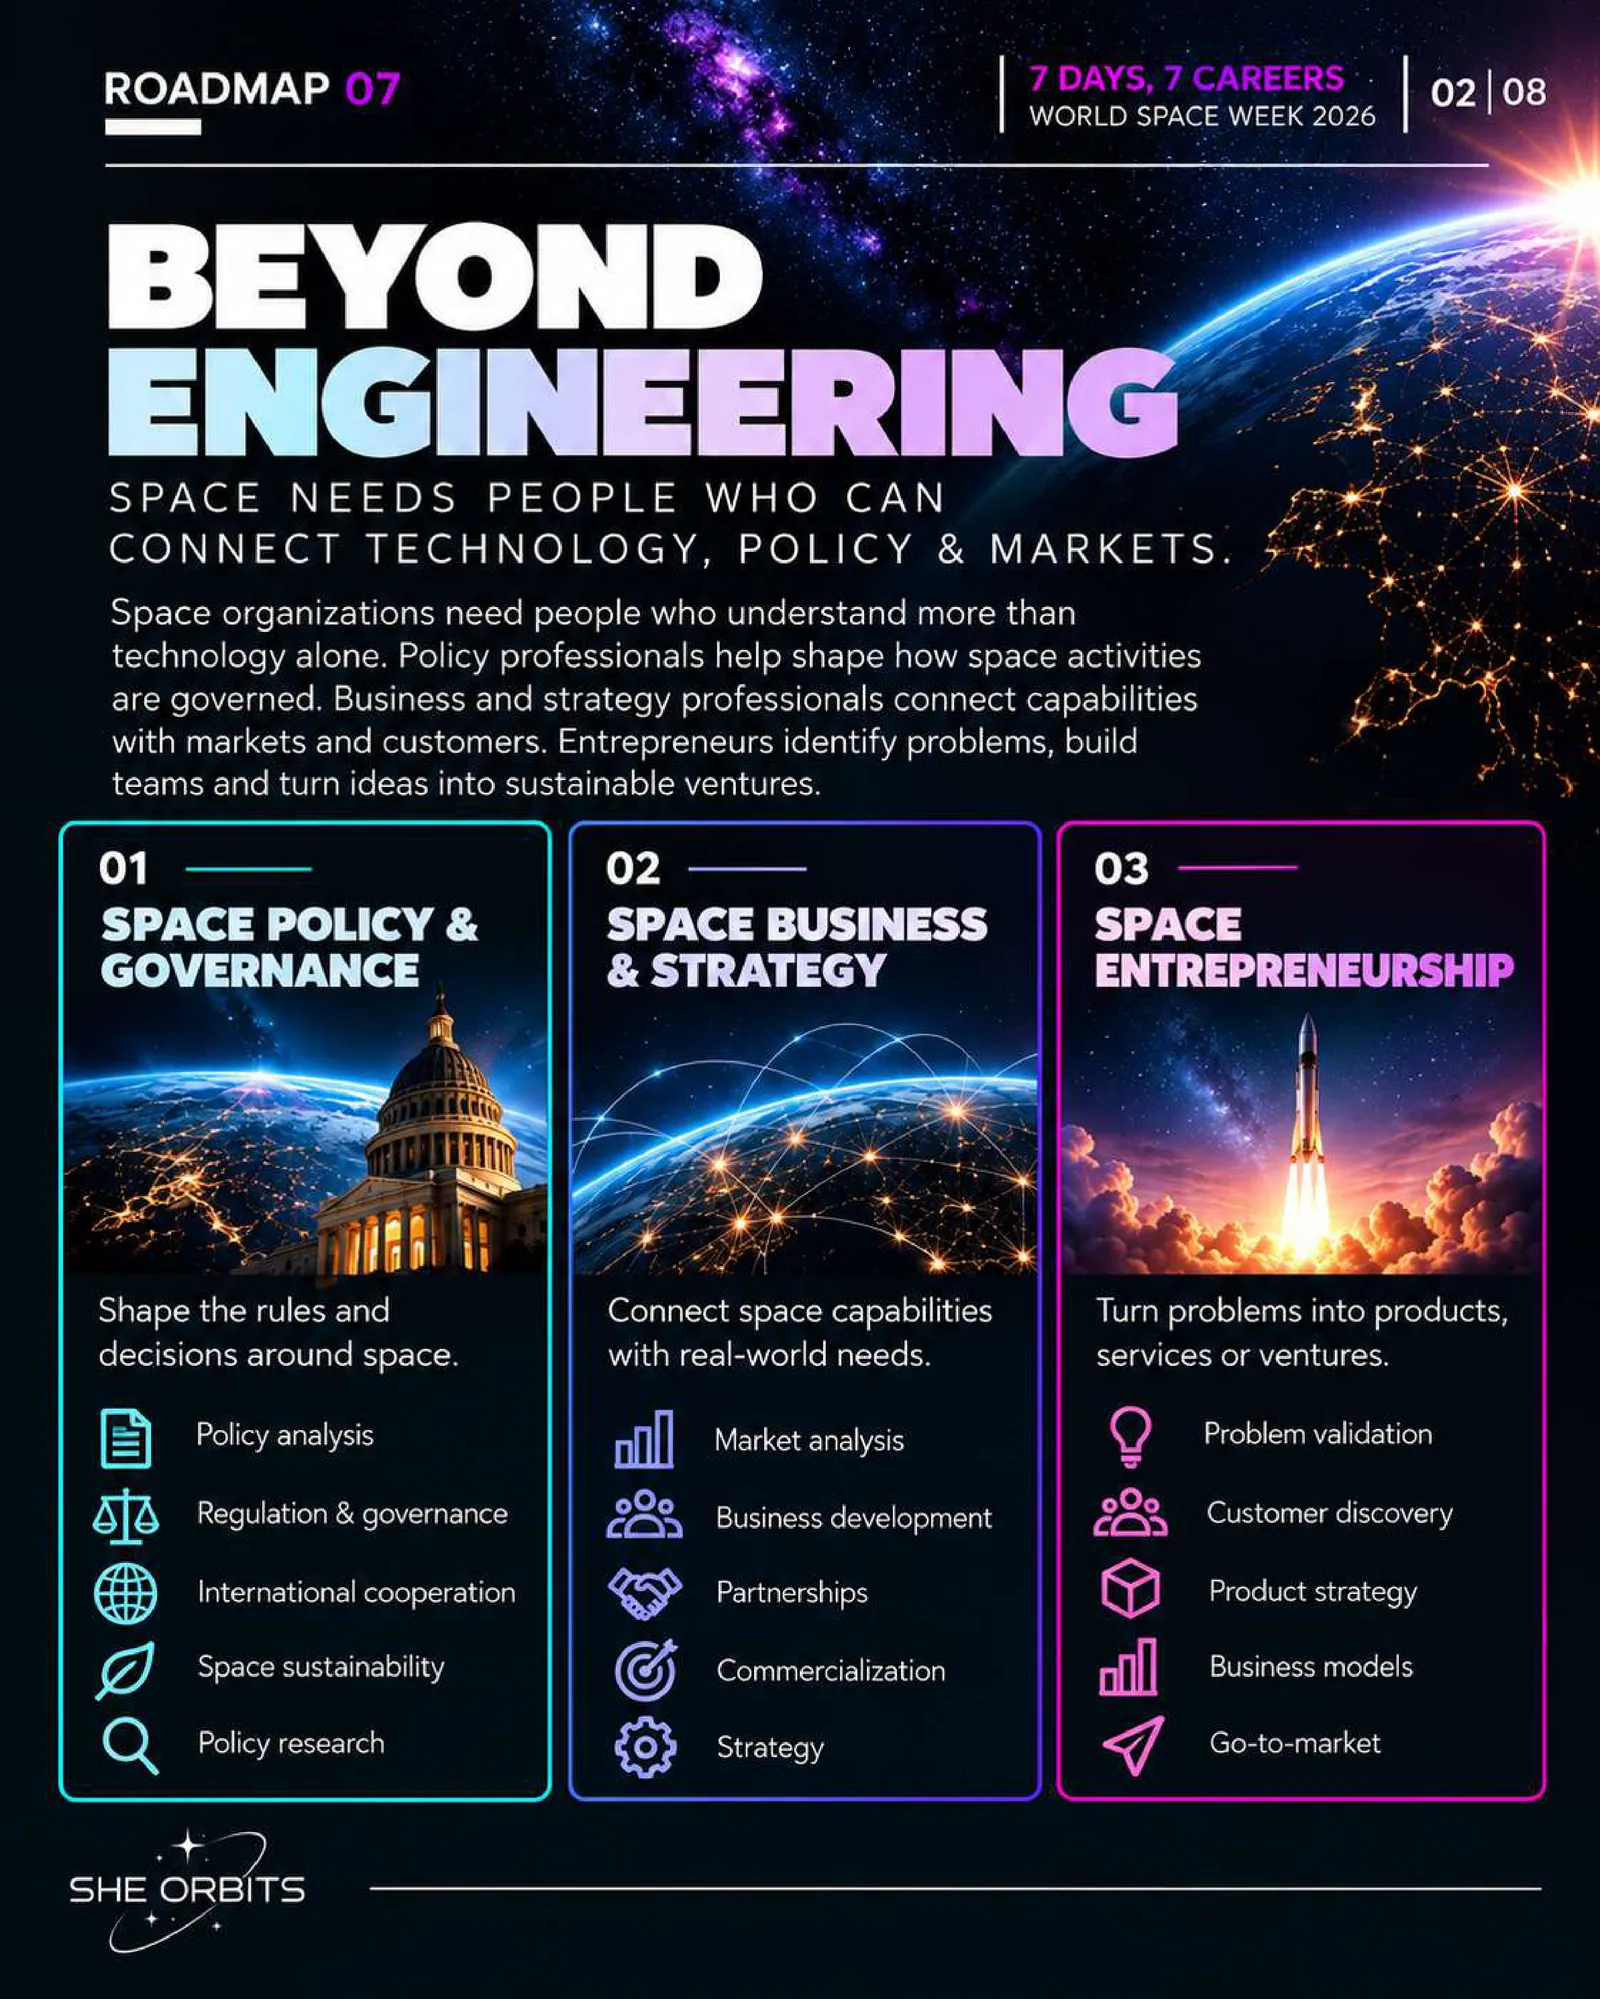 ROADMAP 07
7 DAYS, 7 CAREERS
WORLD SPACE WEEK 2026
02 | 08
BEYOND
ENGINEERING
SPACE NEEDS PEOPLE WHO CAN
CONNECT TECHNOLOGY, POLICY & MARKETS.
Space organizations need people who understand more than
technology alone. Policy professionals help shape how space activities
are governed. Business and strategy professionals connect capabilities
with markets and customers. Entrepreneurs identify problems, build
teams and turn ideas into sustainable ventures.
01
SPACE POLICY &
GOVERNANCE
Shape the rules and
decisions around space.
Policy analysis
Regulation & governance
International cooperation
Space sustainability
Policy research
02
SPACE BUSINESS
& STRATEGY
Connect space capabilities
with real-world needs.
Market analysis
Business development
Partnerships
Commercialization
Strategy
03
SPACE
ENTREPRENEURSHIP
Turn problems into products,
services or ventures.
Problem validation
Customer discovery
Product strategy
Business models
Go-to-market
SHE ORBITS